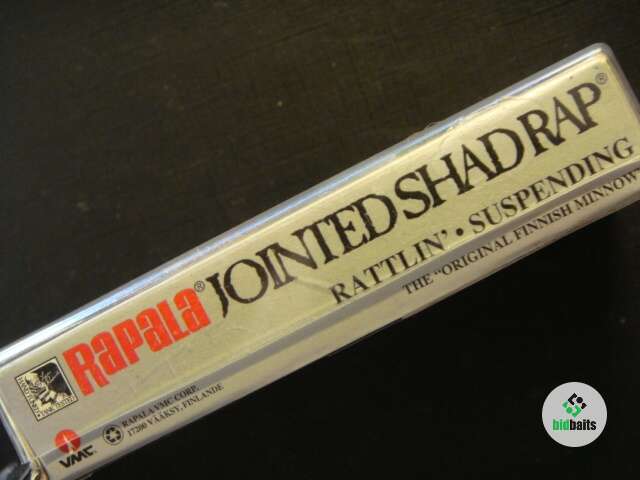 Rapala® JOINTED SHAD RAP®
RATTLIN' • SUSPENDING
THE "ORIGINAL FINNISH MINNOW
RAPALA VMC CORP.
17200 VÄÄKSY, FINLANDE
VMC
bidbaits